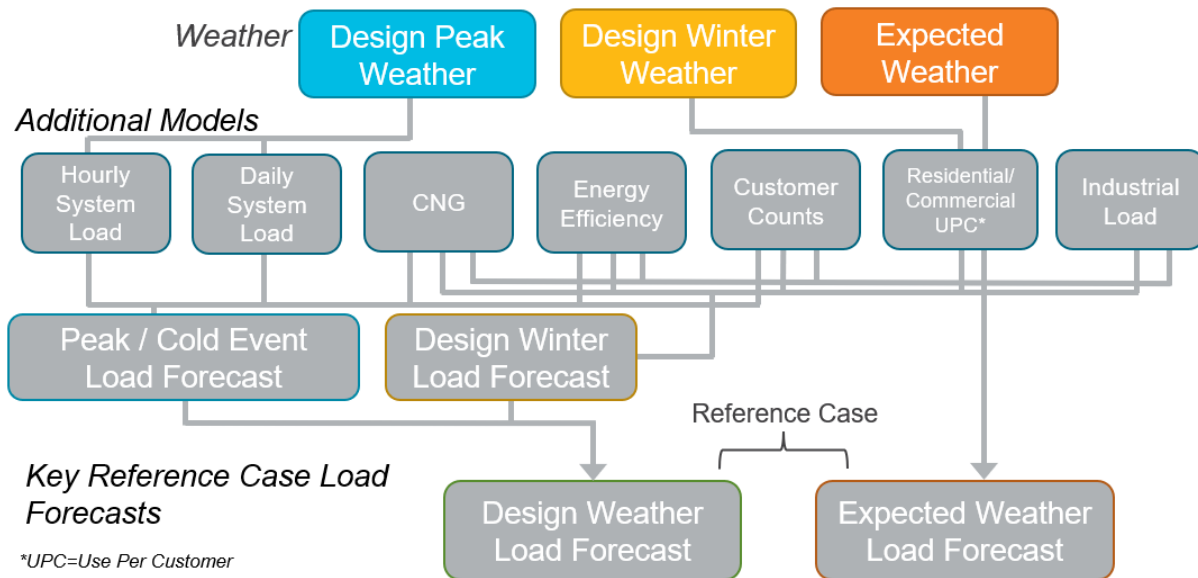 Weather
Design Peak
Weather
Design Winter
Weather
Expected
Weather
Additional Models
Hourly
System
Load
Daily
System
Load
CNG
Energy
Efficiency
Customer
Counts
Residential/
Commercial
UPC*
Industrial
Load
Peak / Cold Event
Load Forecast
Design Winter
Load Forecast
Reference Case
Key Reference Case Load
Forecasts
Design Weather
Load Forecast
Expected Weather
Load Forecast
*UPC=Use Per Customer